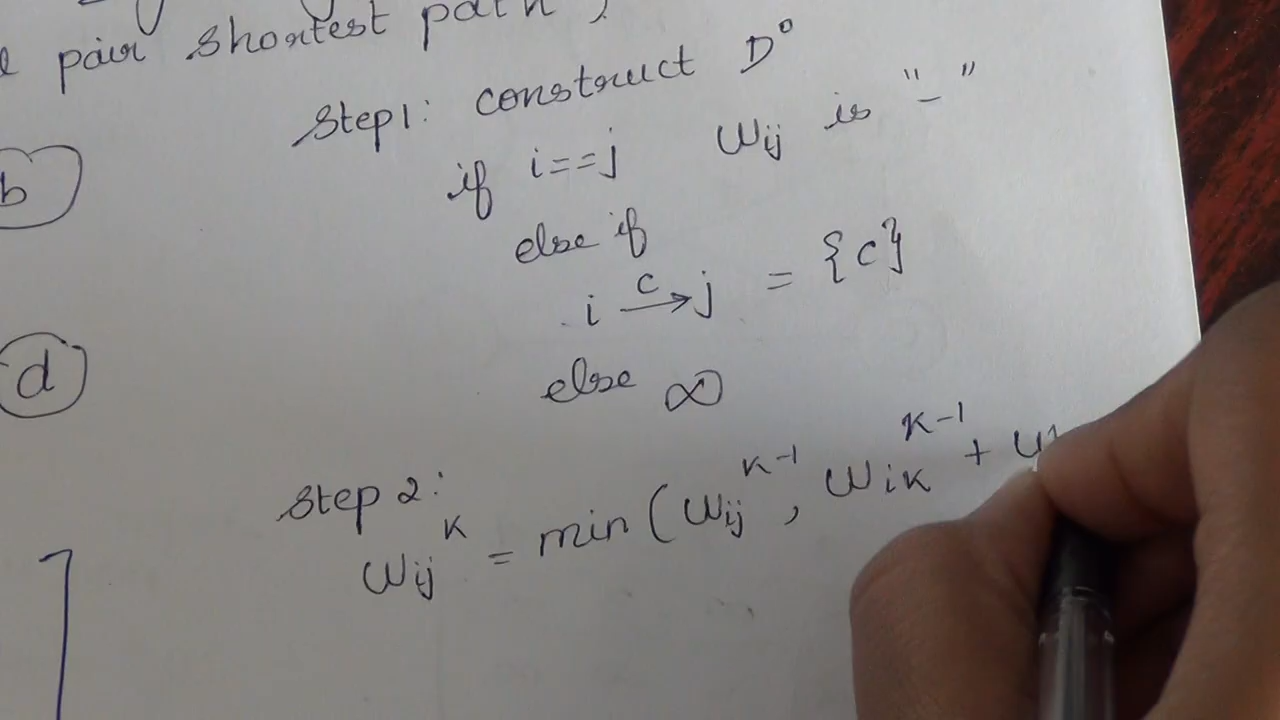 pair shortest path,
Step1: construct D⁰
if i==j Wij is "-"
else if
b
i →c j = {c}
d
else ∞
Step 2:
Wij^K = min (Wij^K-1, Wik^K-1 +